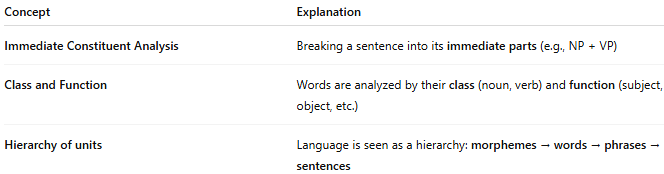 Concept Explanation
Immediate Constituent Analysis Breaking a sentence into its immediate parts (e.g., NP + VP)
Class and Function Words are analyzed by their class (noun, verb) and function (subject,
object, etc.)
Hierarchy of units Language is seen as a hierarchy: morphemes → words → phrases →
sentences